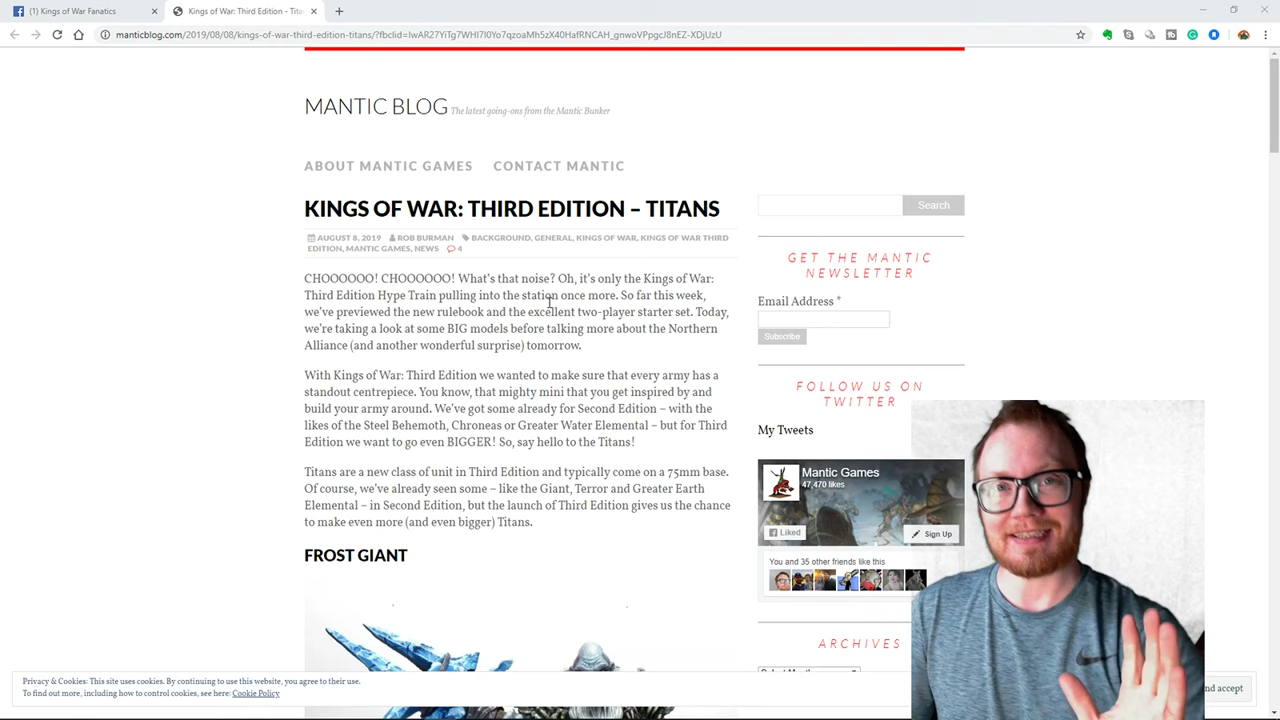 (1) Kings of War Fanatics
Kings of War: Third Edition - Tita
manticblog.com/2019/08/08/kings-of-war-third-edition-titans/
MANTIC BLOG The latest going-ons from the Mantic Bunker
ABOUT MANTIC GAMES CONTACT MANTIC
KINGS OF WAR: THIRD EDITION – TITANS
AUGUST 8, 2019 ROB BURMAN BACKGROUND, GENERAL, KINGS OF WAR, KINGS OF WAR THIRD
EDITION, MANTIC GAMES, NEWS 4
CHOOOOOO! CHOOOOOO! What's that noise? Oh, it's only the Kings of War:
Third Edition Hype Train pulling into the station once more. So far this week,
we've previewed the new rulebook and the excellent two-player starter set. Today,
we're taking a look at some BIG models before talking more about the Northern
Alliance (and another wonderful surprise) tomorrow.
With Kings of War: Third Edition we wanted to make sure that every army has a
standout centrepiece. You know, that mighty mini that you get inspired by and
build your army around. We've got some already for Second Edition – with the
likes of the Steel Behemoth, Chroneas or Greater Water Elemental – but for Third
Edition we want to go even BIGGER! So, say hello to the Titans!
Titans are a new class of unit in Third Edition and typically come on a 75mm base.
Of course, we've already seen some – like the Giant, Terror and Greater Earth
Elemental – in Second Edition, but the launch of Third Edition gives us the chance
to make even more (and even bigger) Titans.
FROST GIANT
Search
GET THE MANTIC
NEWSLETTER
Email Address *
Subscribe
FOLLOW US ON
TWITTER
My Tweets
Mantic Games
47,470 likes
Liked
Sign Up
You and 35 other friends like this
ARCHIVES
Privacy & Cookies: This site uses cookies. By continuing to use this website, you agree to their use.
To find out more, including how to control cookies, see here: Cookie Policy
nd accept